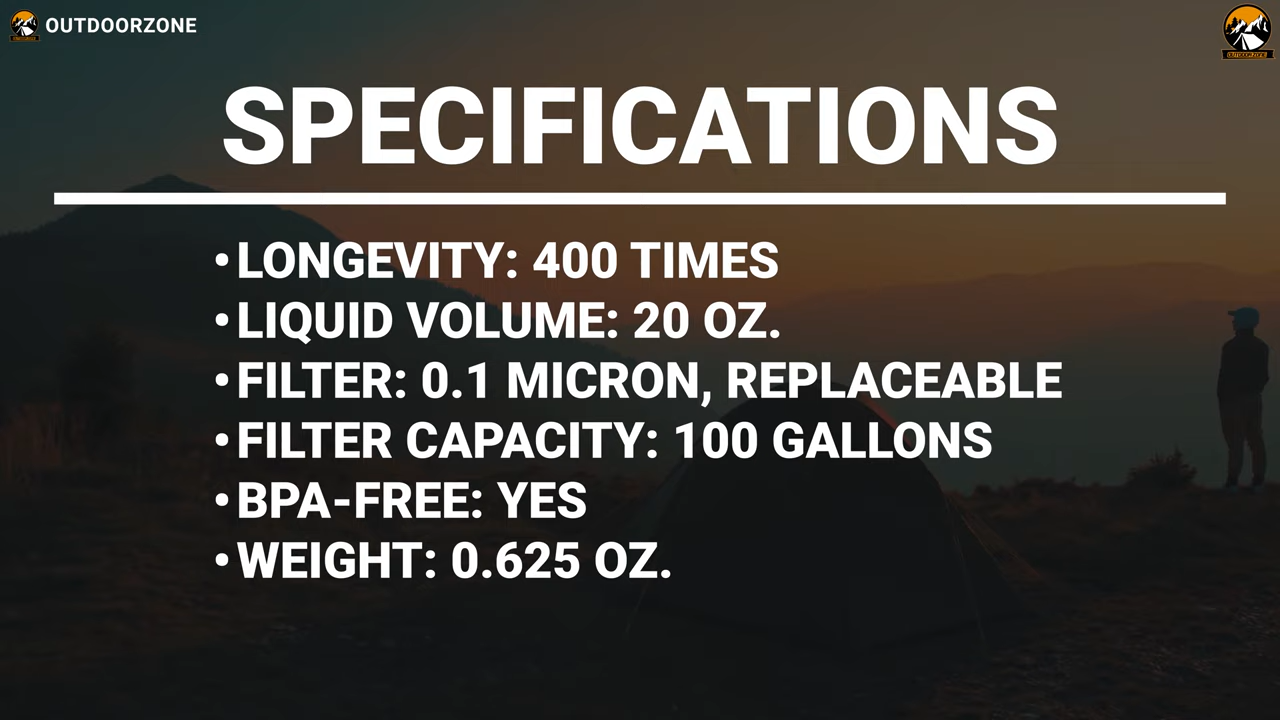 OUTDOORZONE
OUTDOORZONE
SPECIFICATIONS
• LONGEVITY: 400 TIMES
• LIQUID VOLUME: 20 OZ.
• FILTER: 0.1 MICRON, REPLACEABLE
• FILTER CAPACITY: 100 GALLONS
• BPA-FREE: YES
• WEIGHT: 0.625 OZ.